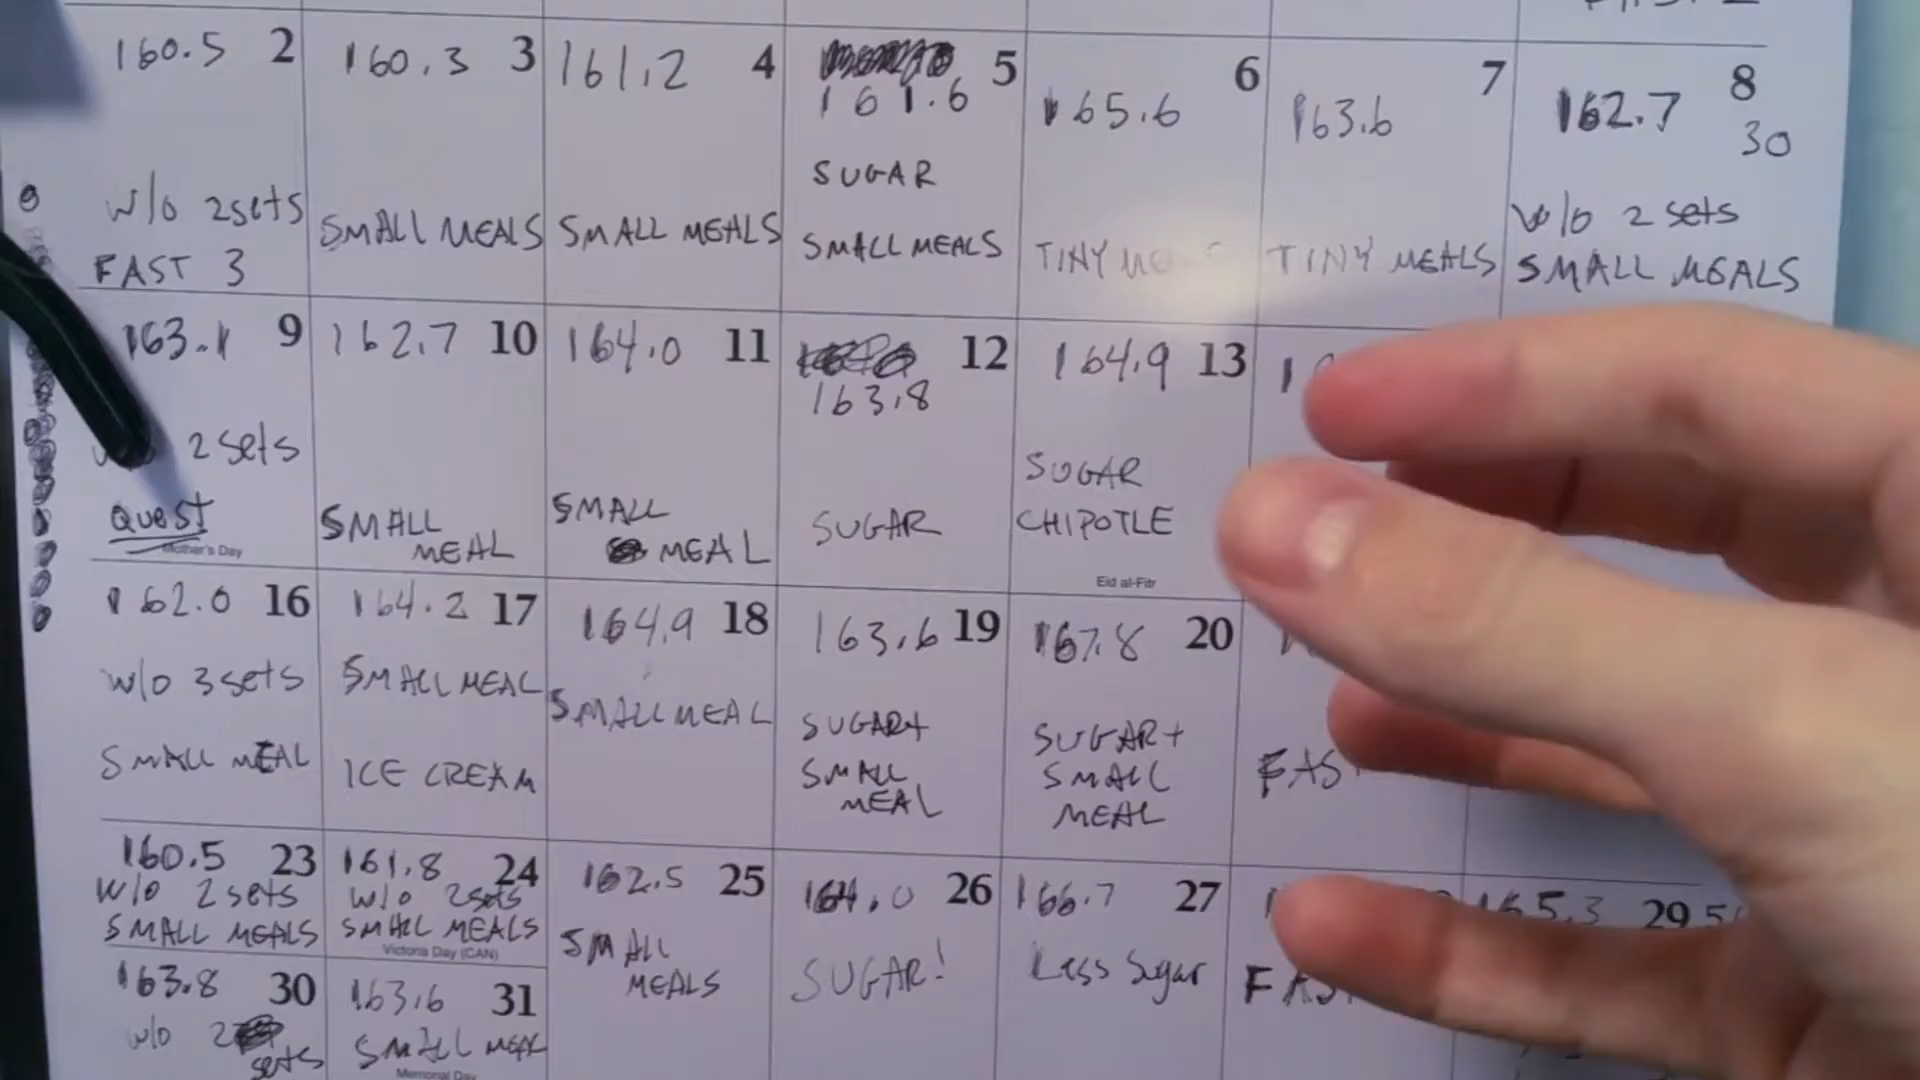 160.5 2
w/o 2sets
FAST 3
160.3 3
SMALL MEALS
161.2 4
SMALL MEALS
5
161.6
SUGAR
SMALL MEALS
6
165.6
TINY
7
163.6
TINY MEALS
8
162.7
30
w/o 2 sets
SMALL MEALS
163.1 9
2 sets
QUEST
Mother's Day
162.7 10
SMALL
MEAL
164.0 11
SMALL
MEAL
12
163.8
SUGAR
164.9 13
SUGAR
CHIPOTLE
Eid al-Fitr
162.0 16
w/o 3 sets
SMALL MEAL
164.2 17
SMALL MEAL
ICE CREAM
164.9 18
SMALL MEAL
163.6 19
SUGAR+
SMALL
MEAL
167.8 20
SUGAR+
SMALL
MEAL
160.5 23
W/o 2 sets
SMALL MEALS
161.8 24
w/o 2sets
SMALL MEALS
Victoria Day (CAN)
162.5 25
SMALL
MEALS
164.0 26
SUGAR!
166.7 27
Less Sugar
165.3 29
163.8 30
w/o 2
sets
163.6 31
SMALL MEAL
Memorial Day